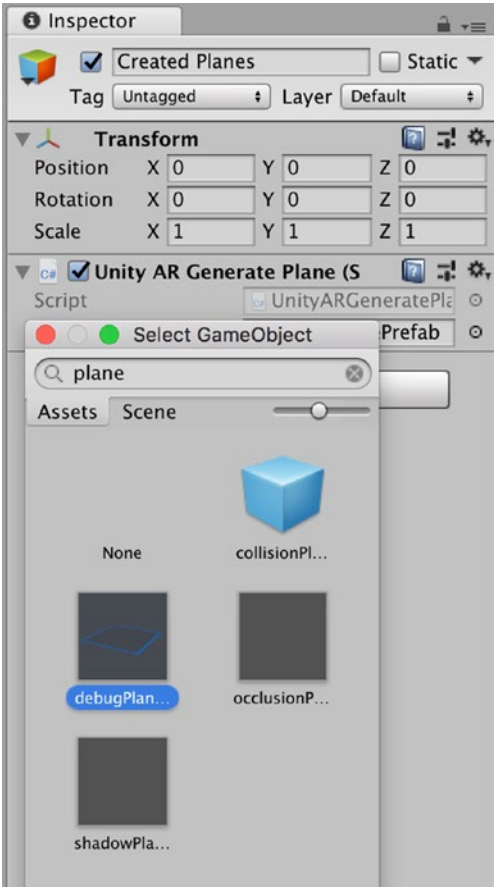 Inspector
Created Planes Static
Tag Untagged Layer Default
Transform
Position X 0 Y 0 Z 0
Rotation X 0 Y 0 Z 0
Scale X 1 Y 1 Z 1
C# Unity AR Generate Plane (S
Script UnityARGeneratePla
Select GameObject ePrefab
plane
Assets Scene
None collisionPl...
debugPlan... occlusionP...
shadowPla...